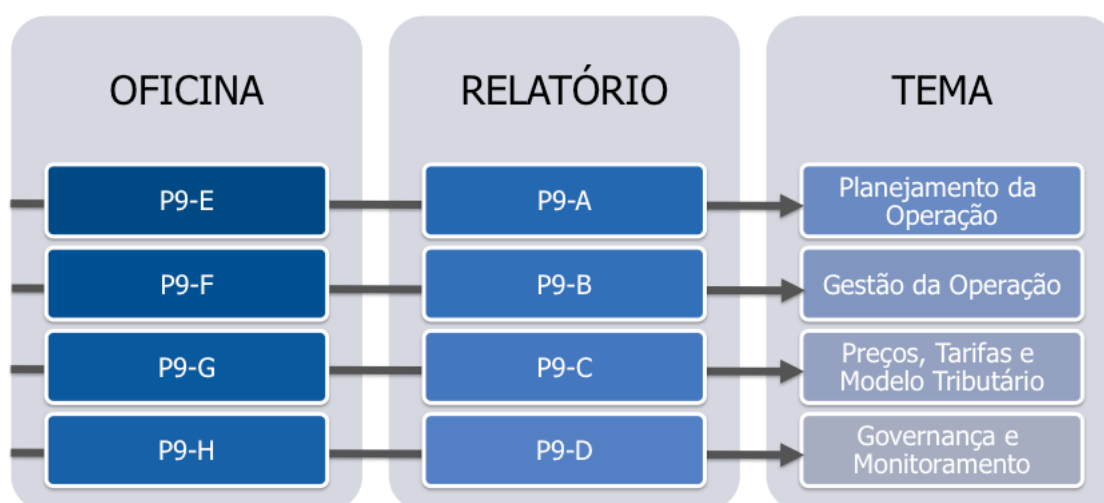 OFICINA
RELATÓRIO
TEMA
P9-E
P9-A
Planejamento da
Operação
P9-F
P9-B
Gestão da Operação
P9-G
P9-C
Preços, Tarifas e
Modelo Tributário
P9-H
P9-D
Governança e
Monitoramento